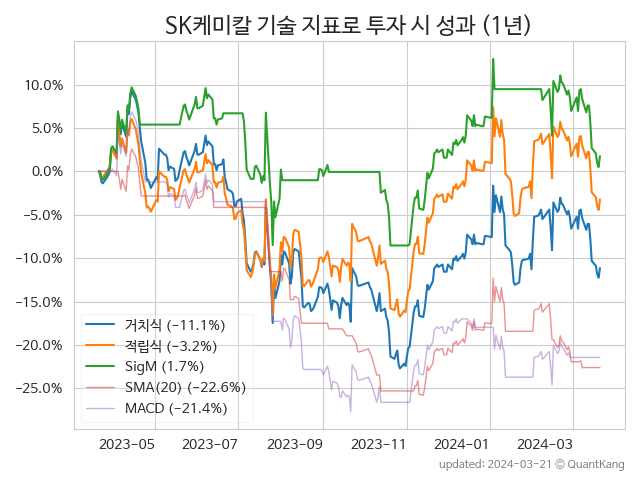 SK케미칼 기술 지표로 투자 시 성과 (1년)
10.0%
5.0%
0.0%
−5.0%
−10.0%
−15.0%
−20.0%
−25.0%
거치식 (−11.1%)
적립식 (−3.2%)
SigM (1.7%)
SMA(20) (−22.6%)
MACD (−21.4%)
2023−05 2023−07 2023−09 2023−11 2024−01 2024−03
updated: 2024−03−21 © QuantKang